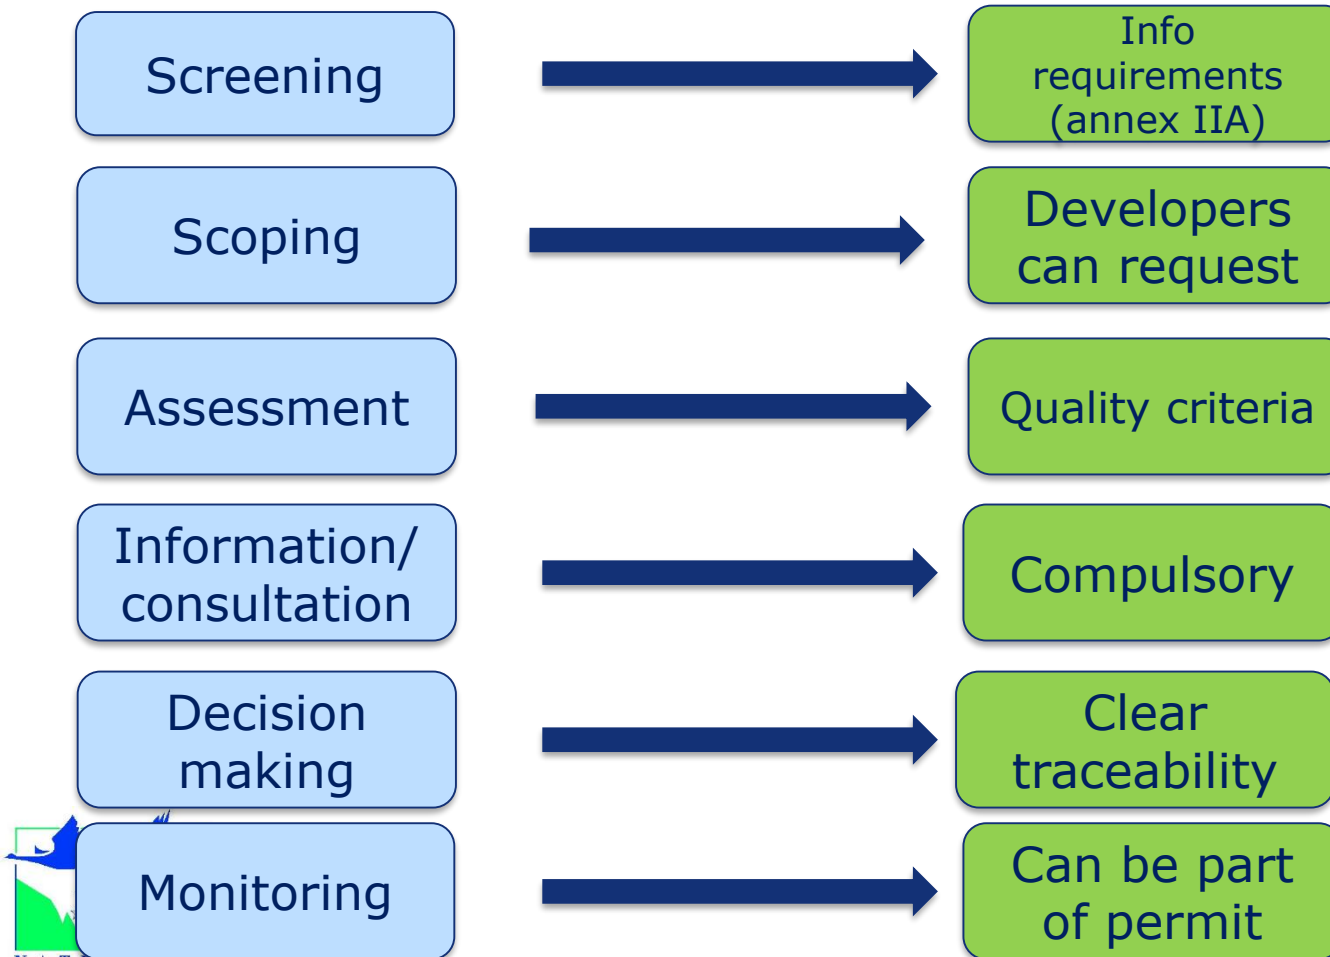 Screening
Info
requirements
(annex IIA)
Scoping
Developers
can request
Assessment
Quality criteria
Information/
consultation
Compulsory
Decision
making
Clear
traceability
Monitoring
Can be part
of permit